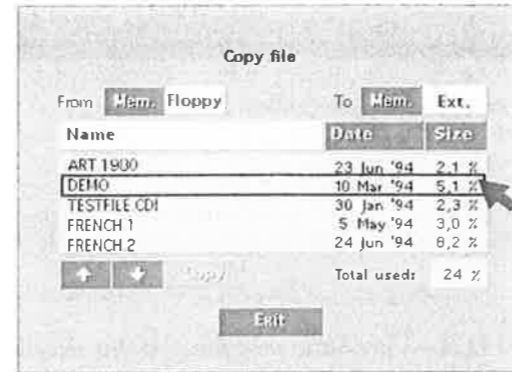 Copy file
From Mem. Floppy To Mem. Ext.
Name Date Size
ART 1980 23 Jun '94 2,1 %
DEMO 10 Mar '94 5,1 %
TESTFILE CDI 30 Jan '94 2,3 %
FRENCH 1 5 May '94 3,0 %
FRENCH 2 24 Jun '94 8,2 %
Copy Total used: 24 %
Exit